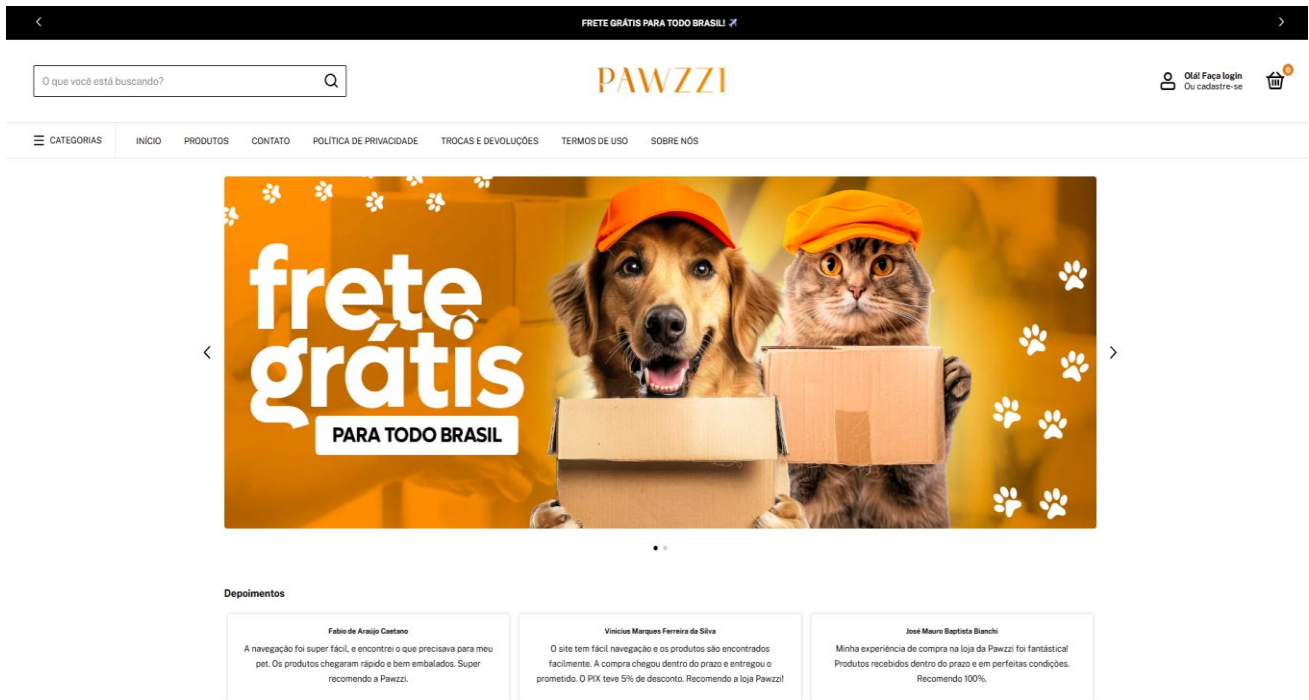 FRETE GRÁTIS PARA TODO BRASIL! ✈️
O que você está buscando?
PAWZZI
Olá! Faça login
Ou cadastre-se
0
CATEGORIAS
INÍCIO
PRODUTOS
CONTATO
POLÍTICA DE PRIVACIDADE
TROCAS E DEVOLUÇÕES
TERMOS DE USO
SOBRE NÓS
frete
grátis
PARA TODO BRASIL
Depoimentos
Fabio de Araújo Caetano
A navegação foi super fácil, e encontrei o que precisava para meu
pet. Os produtos chegaram rápido e bem embalados. Super
recomendo a Pawzzi.
Vinicius Marques Ferreira da Silva
O site tem fácil navegação e os produtos são encontrados
facilmente. A compra chegou dentro do prazo e entregou o
prometido. O PIX teve 5% de desconto. Recomendo a loja Pawzzi!
José Mauro Baptista Bianchi
Minha experiência de compra na loja da Pawzzi foi fantástica!
Produtos recebidos dentro do prazo e em perfeitas condições.
Recomendo 100%.